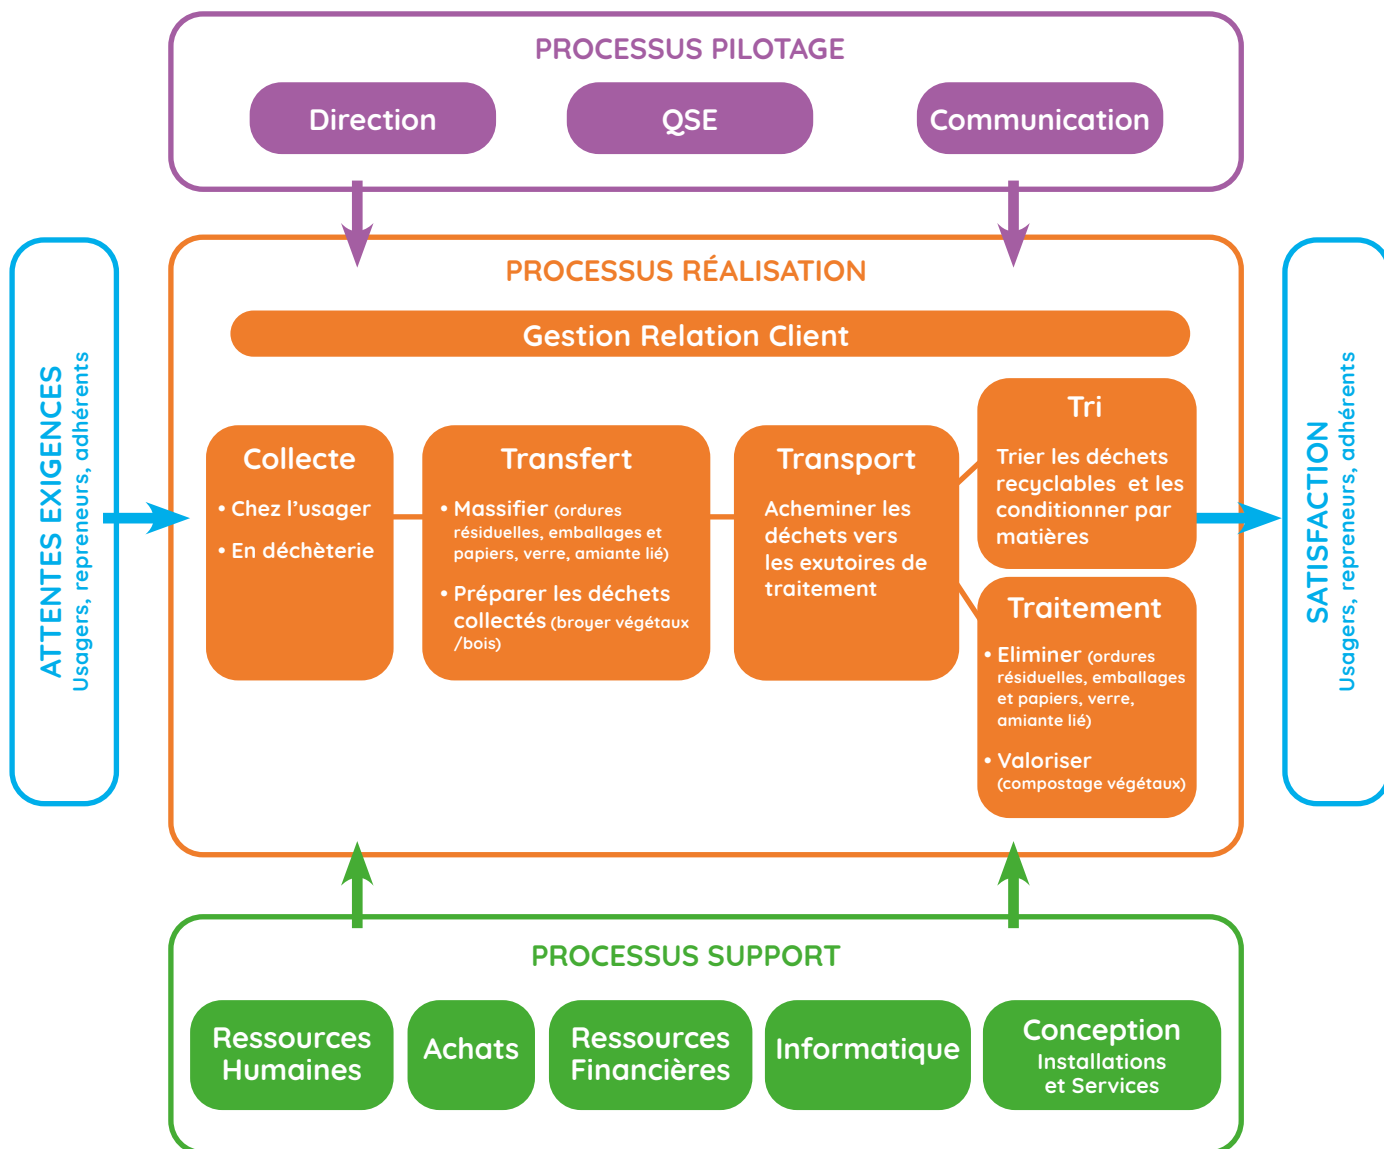 PROCESSUS PILOTAGE
Direction
QSE
Communication
ATTENTES EXIGENCES
Usagers, repreneurs, adhérents
PROCESSUS RÉALISATION
Gestion Relation Client
Collecte
• Chez l'usager
• En déchèterie
Transfert
• Massifier (ordures
résiduelles, emballages et
papiers, verre, amiante lié)
• Préparer les déchets
collectés (broyer végétaux
/bois)
Transport
Acheminer les
déchets vers
les exutoires de
traitement
Tri
Trier les déchets
recyclables et les
conditionner par
matières
Traitement
• Eliminer (ordures
résiduelles, emballages
et papiers, verre,
amiante lié)
• Valoriser
(compostage végétaux)
SATISFACTION
Usagers, repreneurs, adhérents
PROCESSUS SUPPORT
Ressources
Humaines
Achats
Ressources
Financières
Informatique
Conception
Installations
et Services